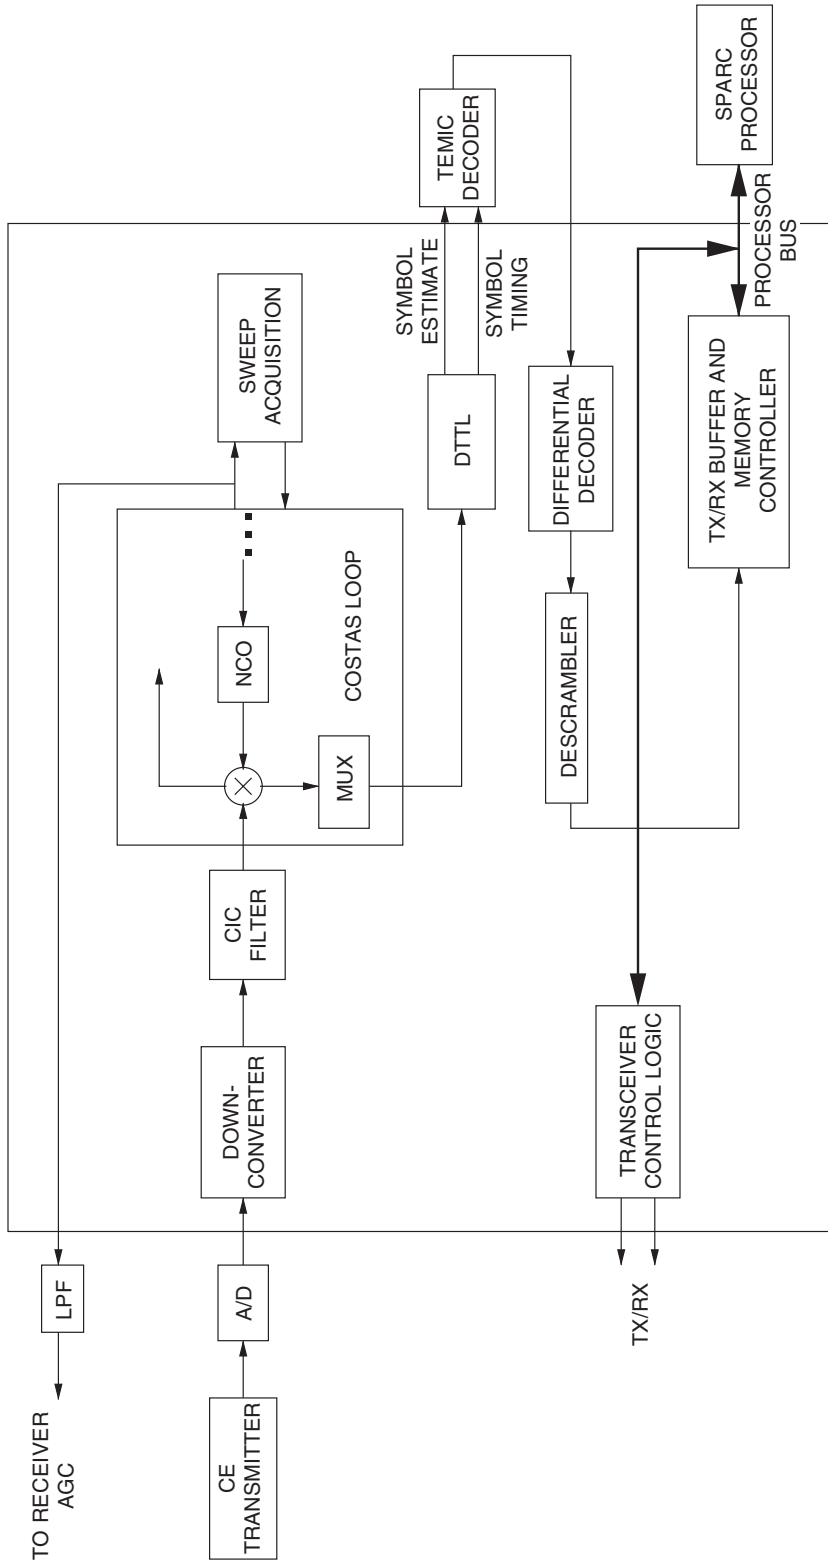 TO RECEIVER
AGC
LPF
CE
TRANSMITTER
A/D
DOWN-
CONVERTER
CIC
FILTER
MUX
NCO
COSTAS LOOP
SWEEP
ACQUISITION
DTTL
SYMBOL
ESTIMATE
SYMBOL
TIMING
TEMIC
DECODER
DIFFERENTIAL
DECODER
DESCRAMBLER
TX/RX
TRANSCEIVER
CONTROL LOGIC
TX/RX BUFFER AND
MEMORY
CONTROLLER
PROCESSOR
BUS
SPARC
PROCESSOR